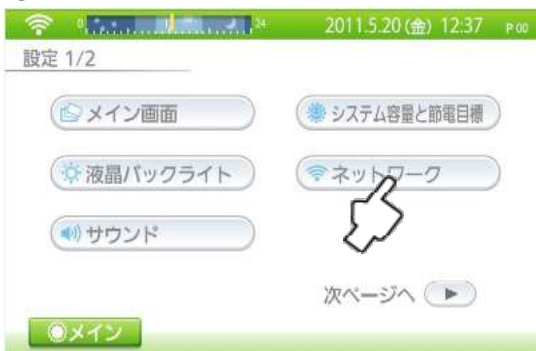 0 24 2011.5.20 (金) 12:37 P 00
設定 1/2
メイン画面 システム容量と節電目標
液晶バックライト ネットワーク
サウンド
次ページへ
メイン